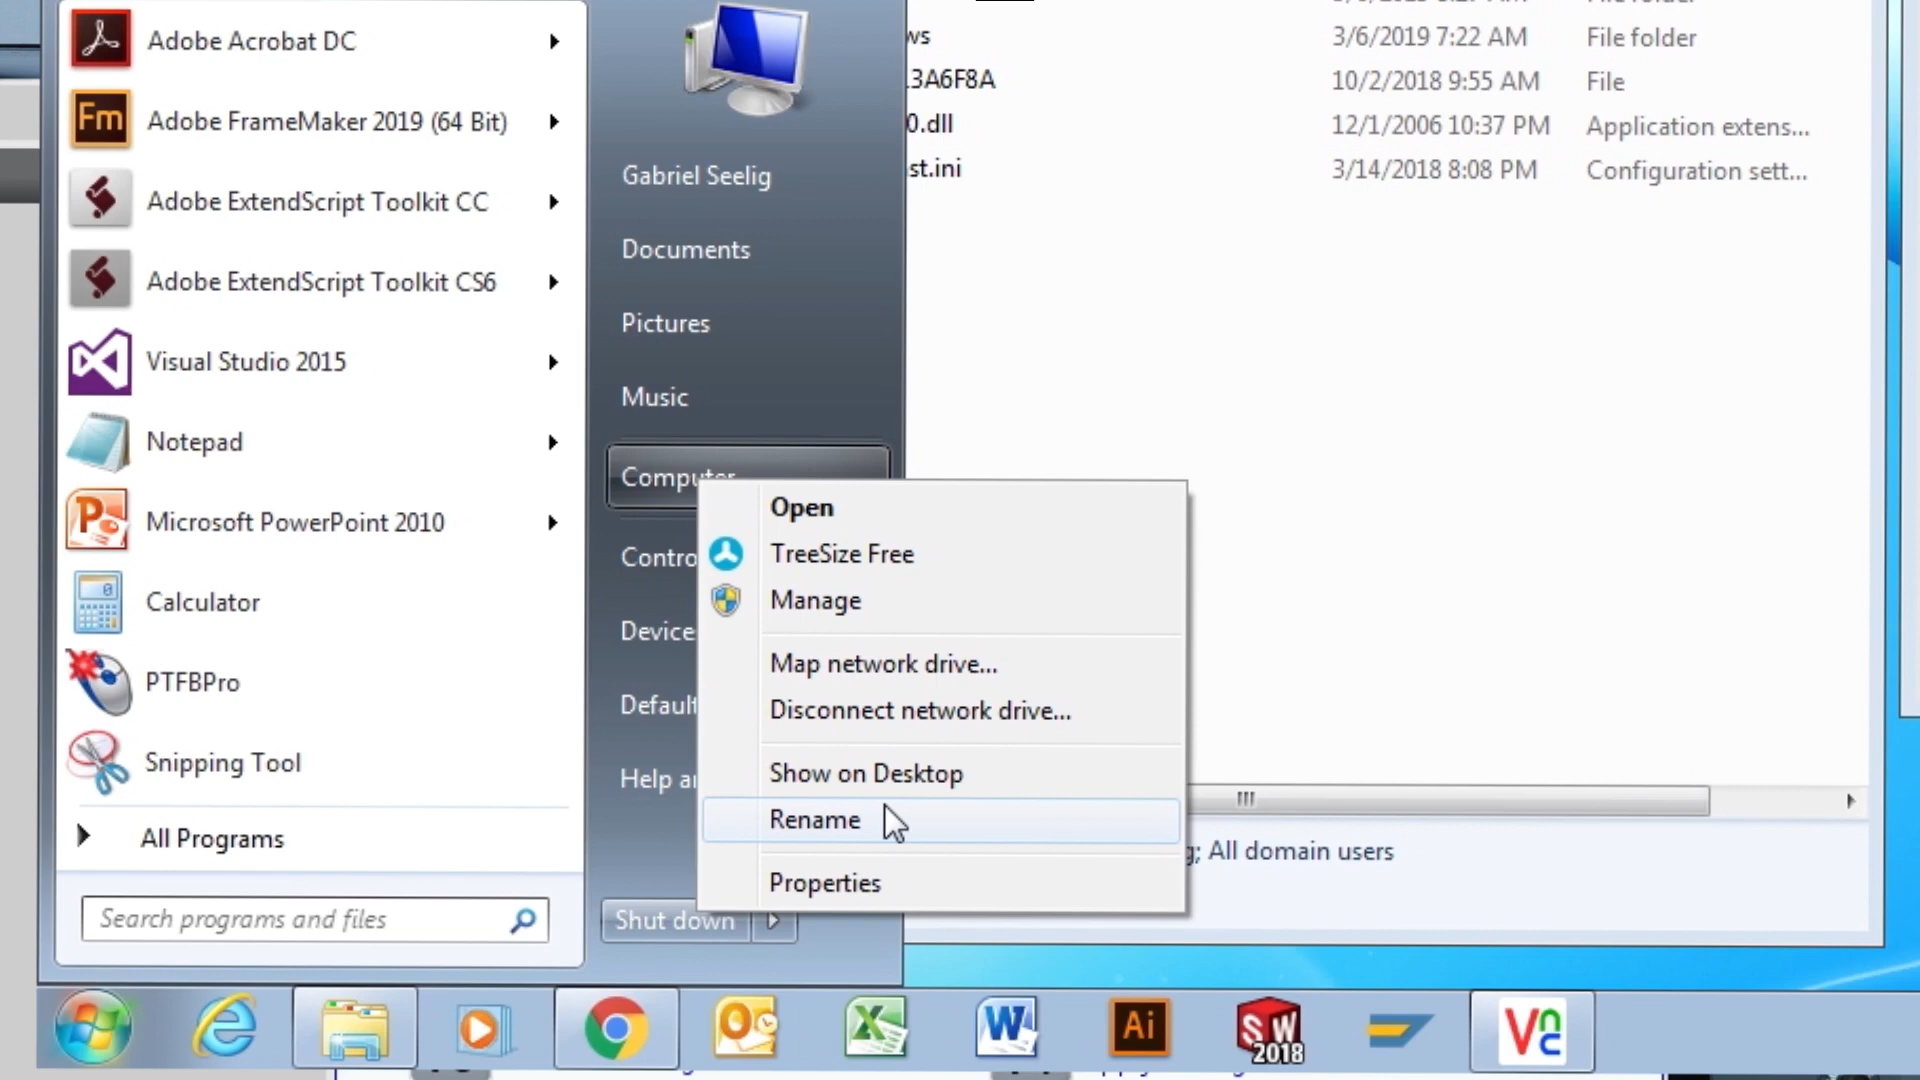 Adobe Acrobat DC
Fm
Adobe FrameMaker 2019 (64 Bit)
Adobe ExtendScript Toolkit CC
Adobe ExtendScript Toolkit CS6
Visual Studio 2015
Notepad
Microsoft PowerPoint 2010
Calculator
PTFBPro
Snipping Tool
All Programs
Search programs and files
Gabriel Seelig
Documents
Pictures
Music
Computer
Contro
Device
Default
Help a
Shut down
Open
TreeSize Free
Manage
Map network drive...
Disconnect network drive...
Show on Desktop
Rename
Properties
ws 3/6/2019 7:22 AM File folder
3A6F8A 10/2/2018 9:55 AM File
0.dll 12/1/2006 10:37 PM Application extens...
st.ini 3/14/2018 8:08 PM Configuration sett...
g; All domain users
Ai
SW
2018